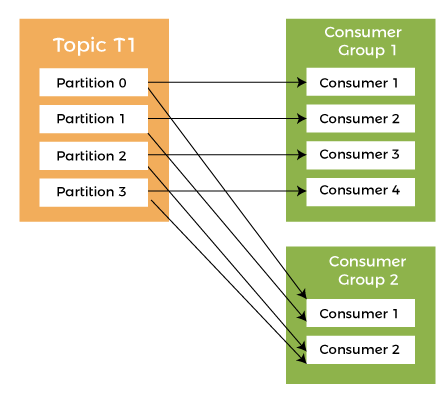 Topic T1
Partition 0
Partition 1
Partition 2
Partition 3
Consumer
Group 1
Consumer 1
Consumer 2
Consumer 3
Consumer 4
Consumer
Group 2
Consumer 1
Consumer 2